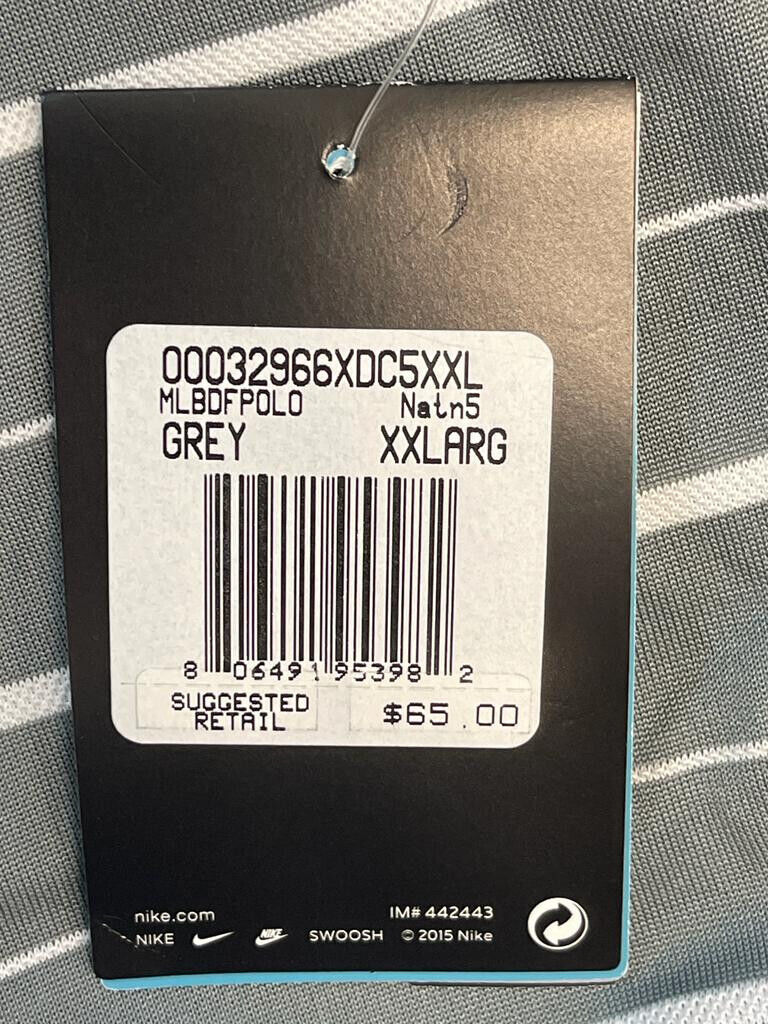 00032966XDC5XXL
MLBDFPOLO Natn5
GREY XXLARG
8 06491 95398 2
SUGGESTED
RETAIL
$65.00
nike.com
IM# 442443
NIKE NIKE SWOOSH © 2015 Nike